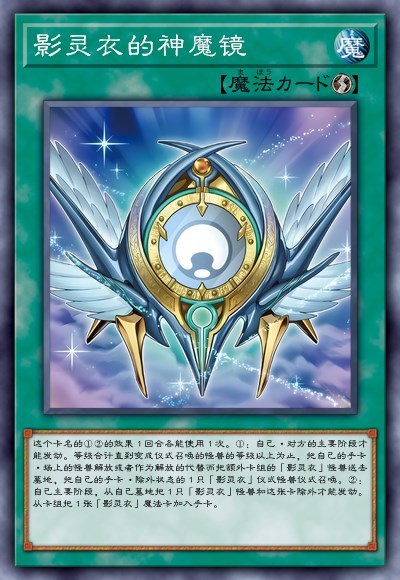 影灵衣的神魔镜
魔
【魔法カード】
ま ほう
这个卡名的①②的效果1回合各能使用1次。①：自己·对方的主要阶段才
能发动。等级合计直到变成仪式召唤的怪兽的等级以上为止，把自己的手卡
·场上的怪兽解放或者作为解放的代替而把额外卡组的「影灵衣」怪兽送去
墓地，把自己的手卡·除外状态的1只「影灵衣」仪式怪兽仪式召唤。②：
自己主要阶段，从自己墓地把1只「影灵衣」怪兽和这张卡除外才能发动。
从卡组把1张「影灵衣」魔法卡加入手卡。